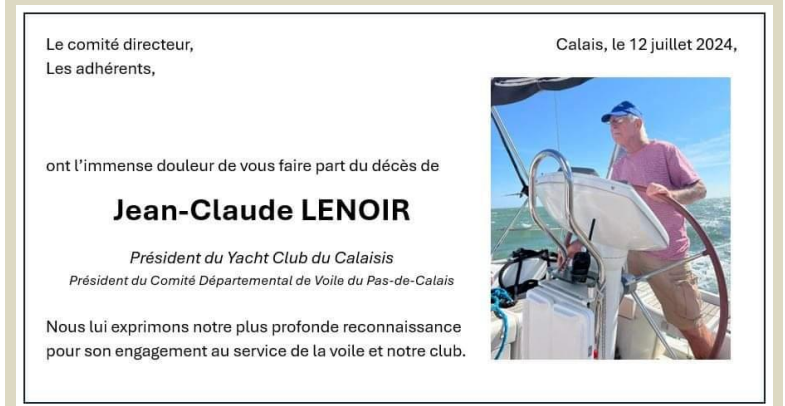 Le comité directeur,
Calais, le 12 juillet 2024,
Les adhérents,
ont l’immense douleur de vous faire part du décès de
Jean-Claude LENOIR
Président du Yacht Club du Calaisis
Président du Comité Départemental de Voile du Pas-de-Calais
Nous lui exprimons notre plus profonde reconnaissance
pour son engagement au service de la voile et notre club.